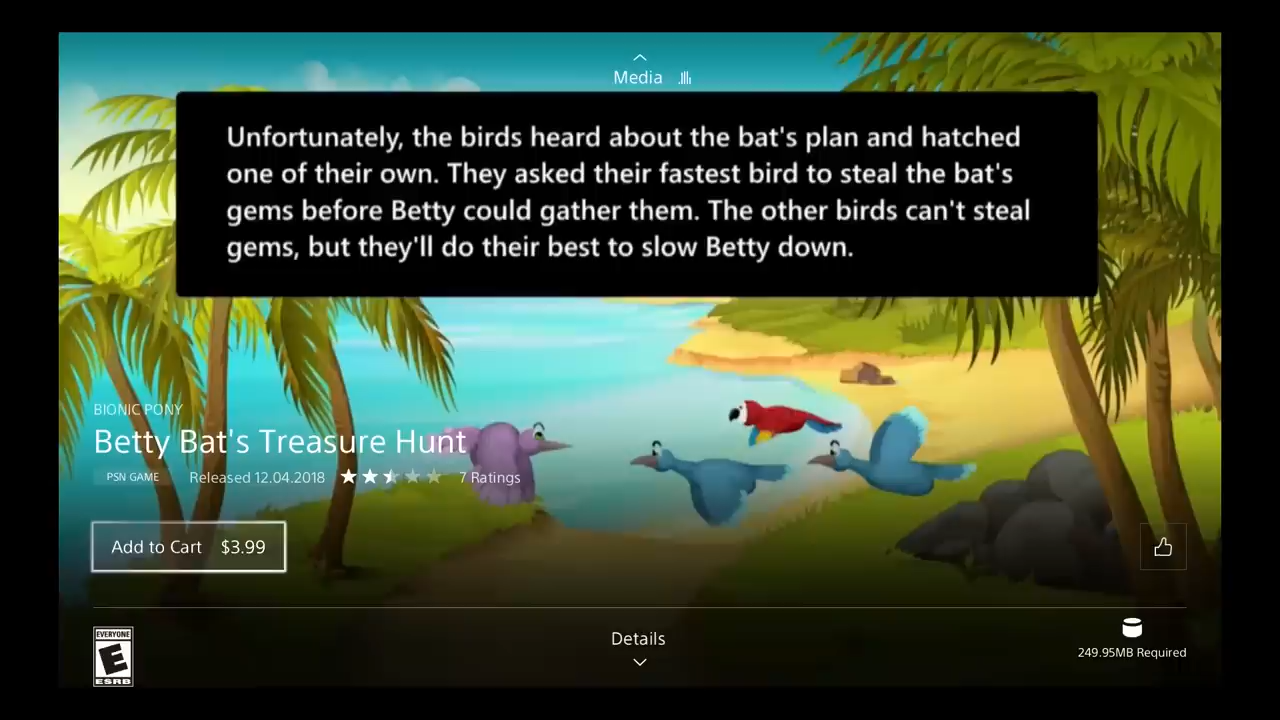 Media
Unfortunately, the birds heard about the bat's plan and hatched
one of their own. They asked their fastest bird to steal the bat's
gems before Betty could gather them. The other birds can't steal
gems, but they'll do their best to slow Betty down.
BIONIC PONY
Betty Bat's Treasure Hunt
PSN GAME Released 12.04.2018 7 Ratings
Add to Cart $3.99
EVERYONE
E
ESRB
Details
249.95MB Required